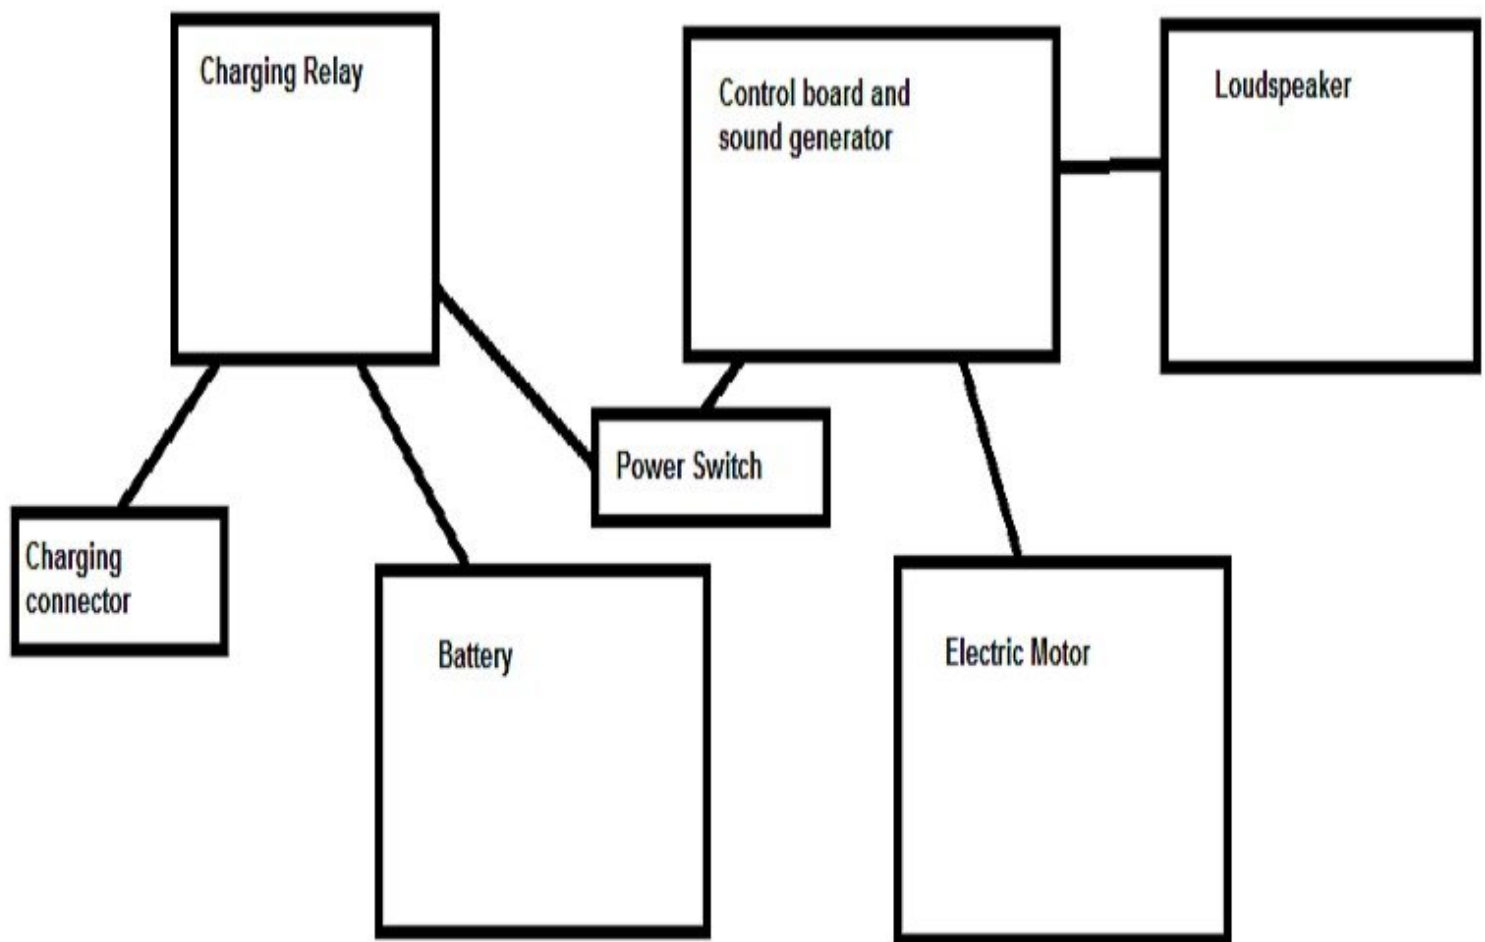 Charging Relay
Control board and
sound generator
Loudspeaker
Power Switch
Charging
connector
Battery
Electric Motor